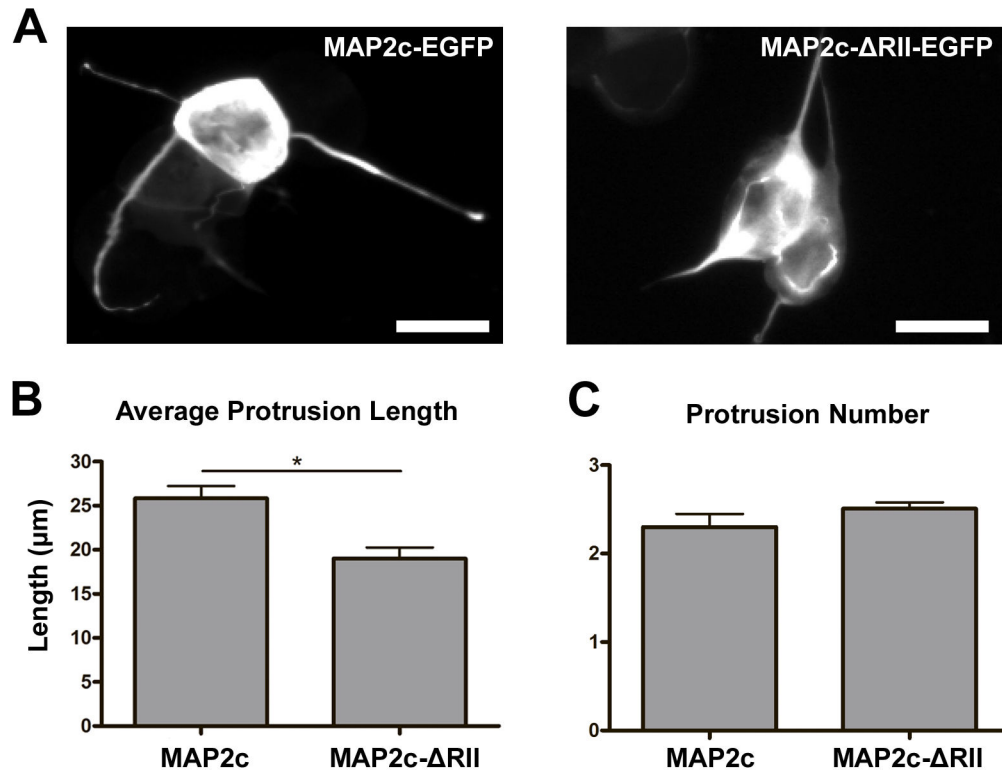 A
MAP2c-EGFP
MAP2c-ΔRII-EGFP
B
Average Protrusion Length
Length (µm)
30
25
20
15
10
5
0
*
MAP2c
MAP2c-ΔRII
C
Protrusion Number
3
2
1
0
MAP2c
MAP2c-ΔRII